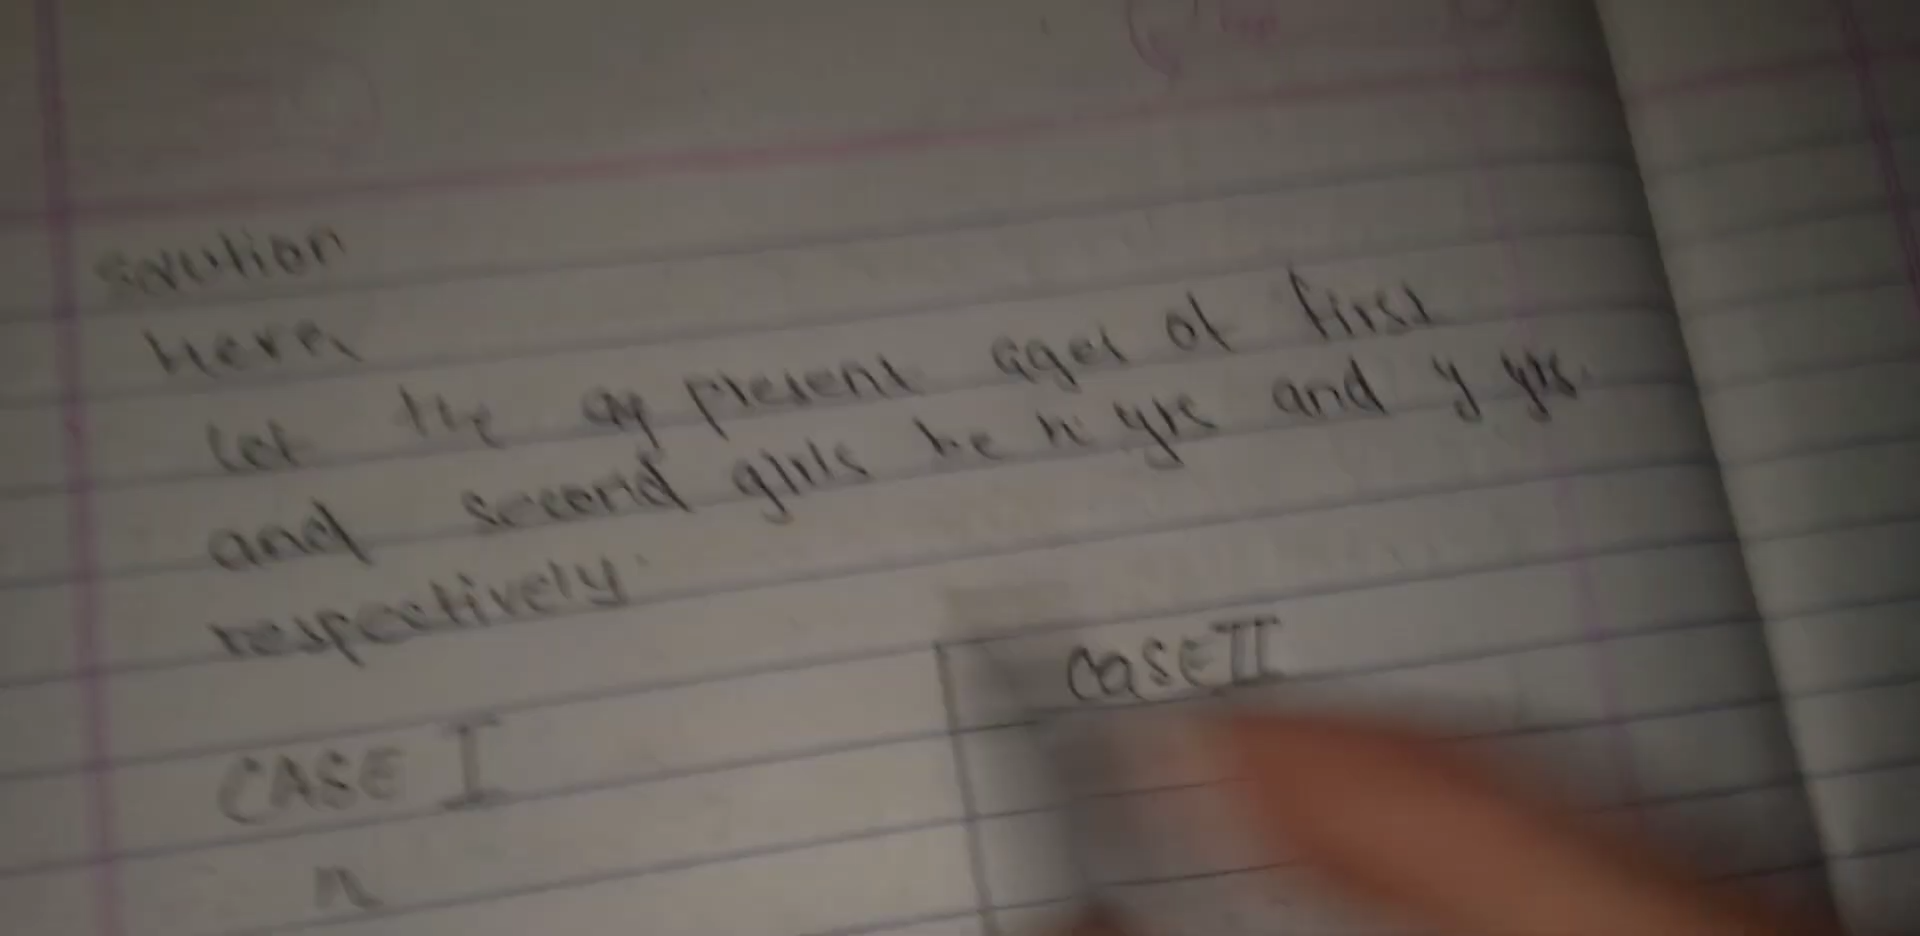 Solution
Here,
Let the ag present ages of first
and second girls be x yrs and y yrs.
respectively.
CASE I
CASE II
x